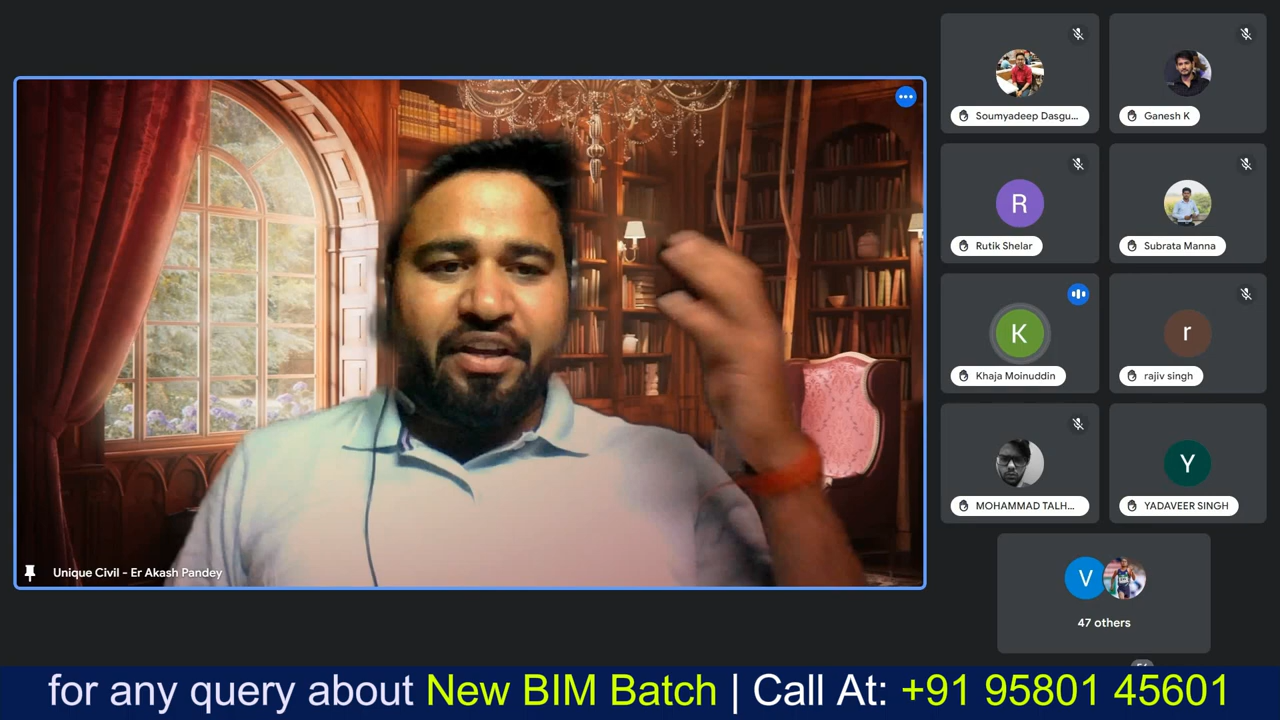 Soumyadeep Dasgu...
Ganesh K
R
Rutik Shelar
Subrata Manna
K
Khaja Moinuddin
r
rajiv singh
MOHAMMAD TALH...
Y
YADAVEER SINGH
V
47 others
Unique Civil - Er Akash Pandey
for any query about New BIM Batch | Call At: +91 95801 45601